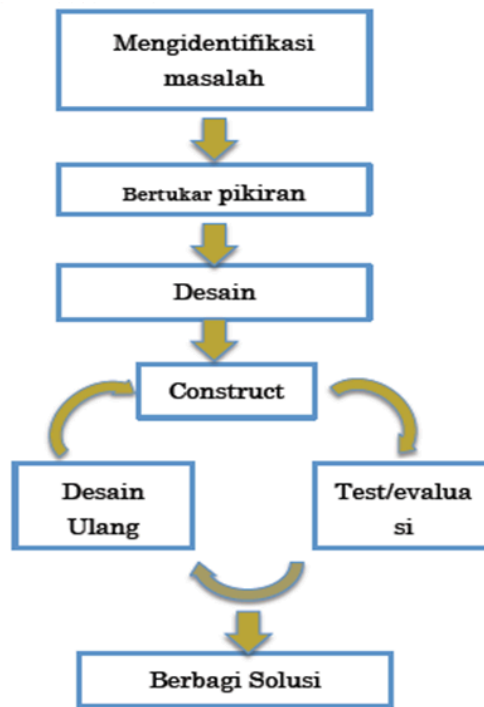 Mengidentifikasi
masalah
Bertukar pikiran
Desain
Construct
Desain
Ulang
Test/evalua
si
Berbagi Solusi